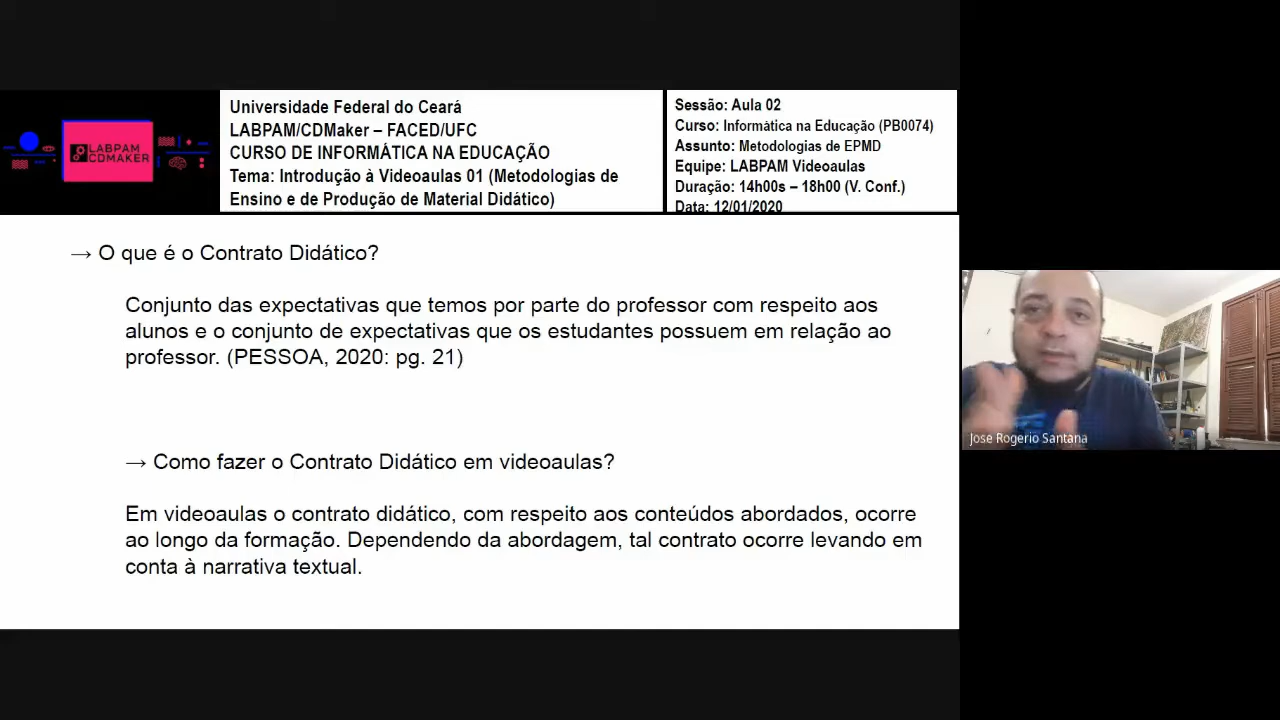 LABPAM
CDMAKER
Universidade Federal do Ceará
LABPAM/CDMaker – FACED/UFC
CURSO DE INFORMÁTICA NA EDUCAÇÃO
Tema: Introdução à Videoaulas 01 (Metodologias de
Ensino e de Produção de Material Didático)
Sessão: Aula 02
Curso: Informática na Educação (PB0074)
Assunto: Metodologias de EPMD
Equipe: LABPAM Videoaulas
Duração: 14h00s – 18h00 (V. Conf.)
Data: 12/01/2020
→ O que é o Contrato Didático?
Conjunto das expectativas que temos por parte do professor com respeito aos
alunos e o conjunto de expectativas que os estudantes possuem em relação ao
professor. (PESSOA, 2020: pg. 21)
→ Como fazer o Contrato Didático em videoaulas?
Em videoaulas o contrato didático, com respeito aos conteúdos abordados, ocorre
ao longo da formação. Dependendo da abordagem, tal contrato ocorre levando em
conta à narrativa textual.
Jose Rogerio Santana